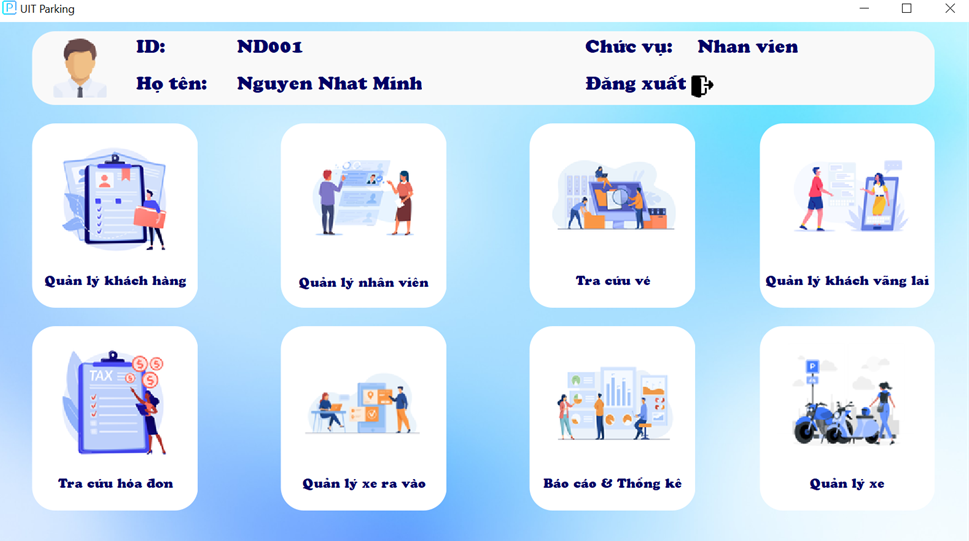 UIT Parking
ID: ND001 Chức vụ: Nhan vien
Họ tên: Nguyen Nhat Minh Đăng xuất
Quản lý khách hàng
Quản lý nhân viên
Tra cứu vé
Quản lý khách vãng lai
TAX
Tra cứu hóa đơn
Quản lý xe ra vào
Báo cáo & Thống kê
P
Quản lý xe